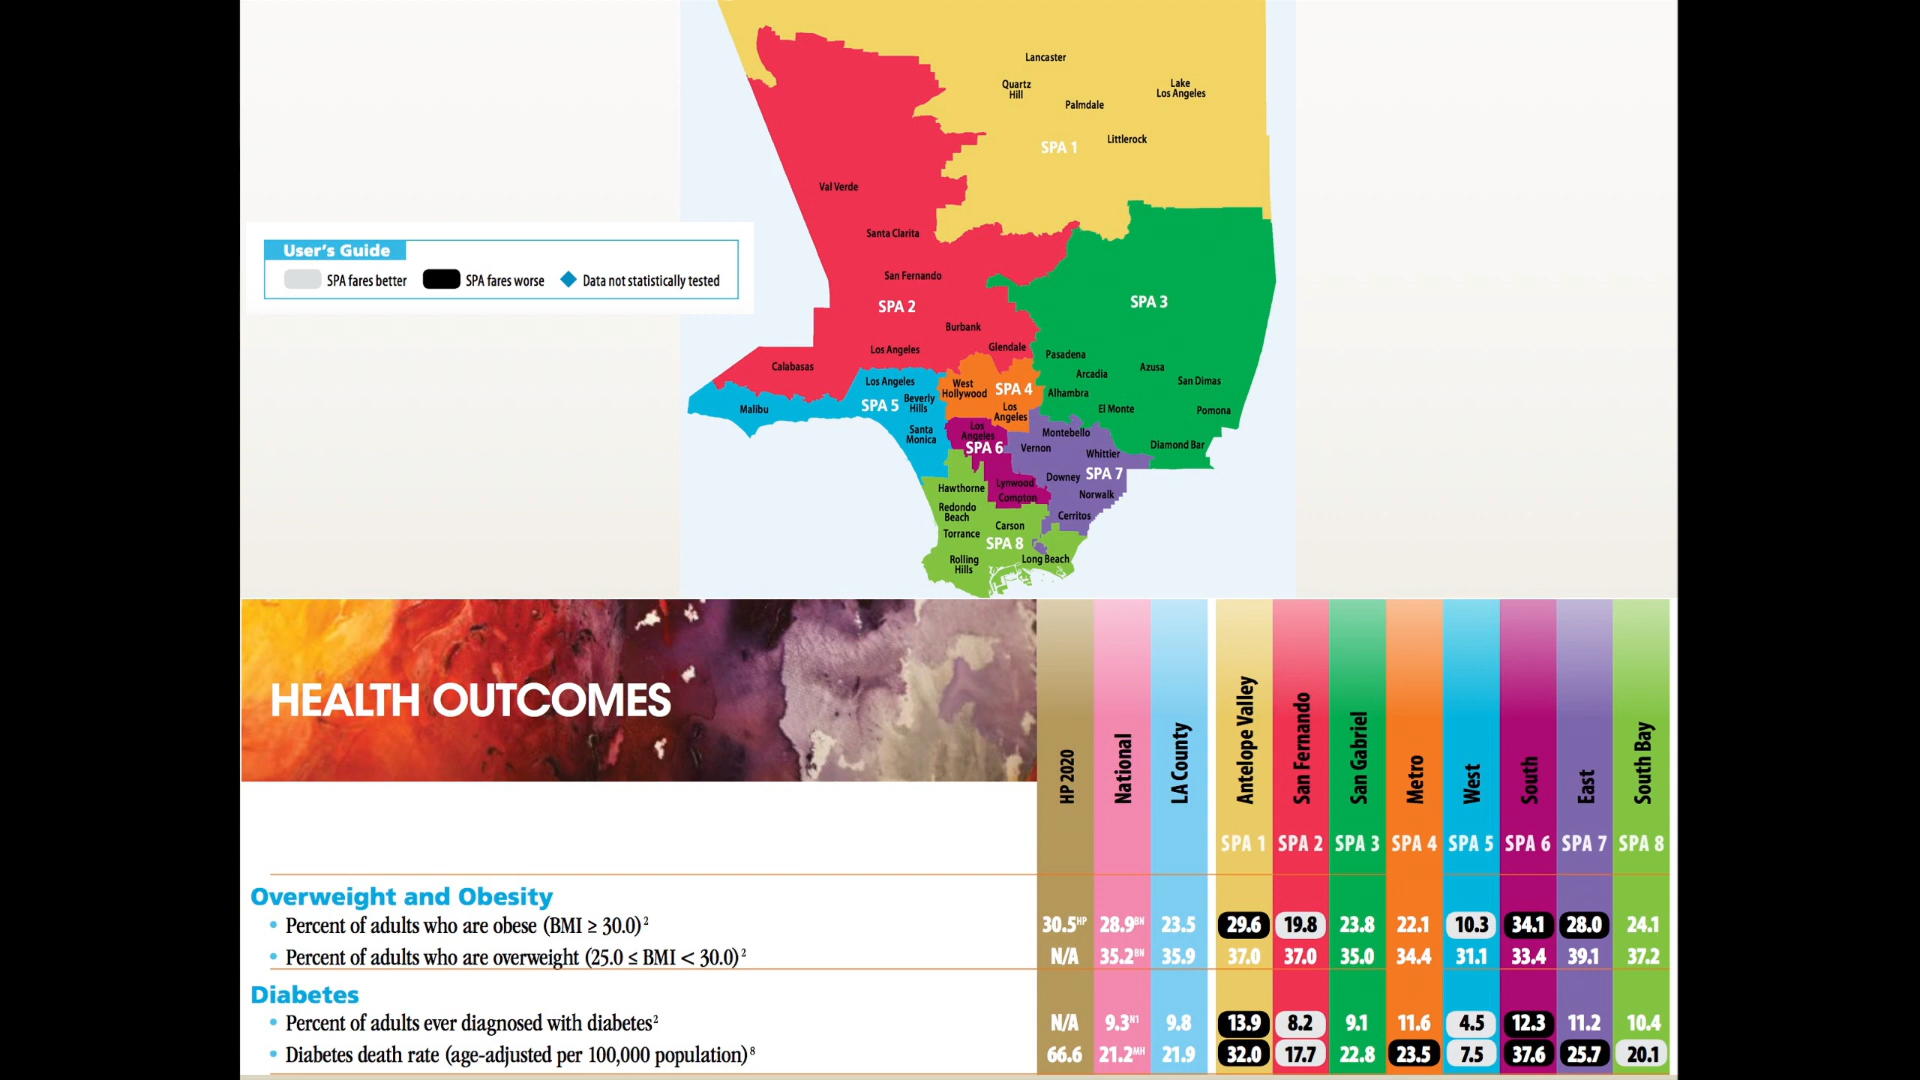 Lancaster
Quartz
Hill
Lake
Los Angeles
Palmdale
Littlerock
SPA 1
Val Verde
Santa Clarita
User's Guide
SPA fares better SPA fares worse Data not statistically tested
San Fernando
SPA 2
SPA 3
Burbank
Los Angeles
Glendale
Calabasas
Pasadena
Arcadia
Azusa
San Dimas
Alhambra
El Monte
Pomona
Diamond Bar
Los Angeles
Beverly
Hills
SPA 5
Malibu
Santa
Monica
West
Hollywood
SPA 4
Los
Angeles
Los
Angeles
SPA 6
Lynwood
Compton
Montebello
Vernon
Whittier
Downey
SPA 7
Norwalk
Cerritos
Hawthorne
Redondo
Beach
Torrance
Carson
SPA 8
Rolling
Hills
Long Beach
HEALTH OUTCOMES
HP 2020
National
LA County
Antelope Valley
San Fernando
San Gabriel
Metro
West
South
East
South Bay
SPA 1 SPA 2 SPA 3 SPA 4 SPA 5 SPA 6 SPA 7 SPA 8
Overweight and Obesity
• Percent of adults who are obese (BMI ≥ 30.0)² 30.5HP 28.9BN 23.5 29.6 19.8 23.8 22.1 10.3 34.1 28.0 24.1
• Percent of adults who are overweight (25.0 ≤ BMI < 30.0)² N/A 35.2BN 35.9 37.0 37.0 35.0 34.4 31.1 33.4 39.1 37.2
Diabetes
• Percent of adults ever diagnosed with diabetes² N/A 9.3N1 9.8 13.9 8.2 9.1 11.6 4.5 12.3 11.2 10.4
• Diabetes death rate (age-adjusted per 100,000 population)⁸ 66.6 21.2MH 21.9 32.0 17.7 22.8 23.5 7.5 37.6 25.7 20.1